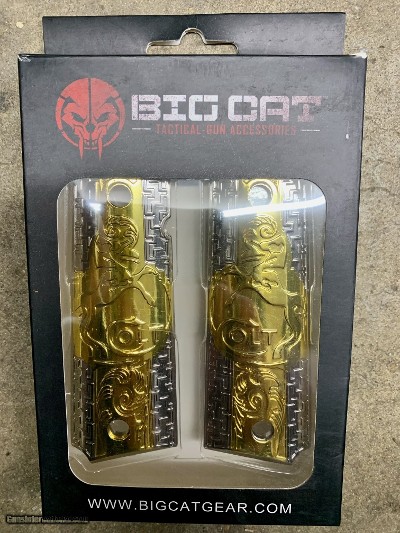 BIG CAT
TACTICAL-GUN ACCESSORIES
COLT
COLT
WWW.BIGCATGEAR.COM